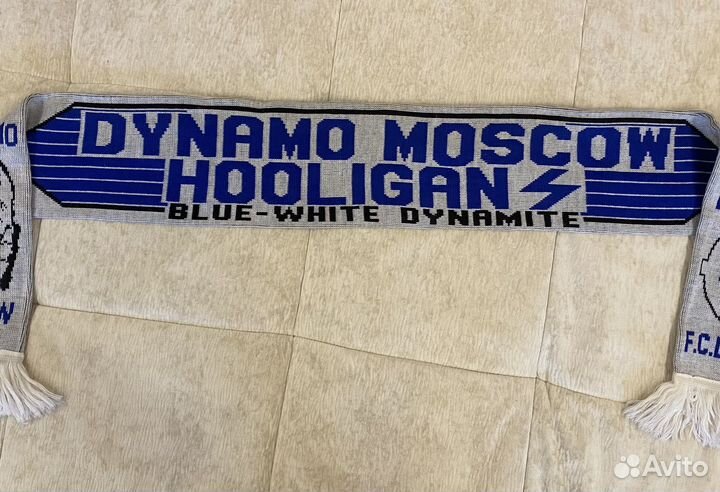 DYNAMO MOSCOW
HOOLIGANS
BLUE-WHITE DYNAMITE
F.C.
Avito